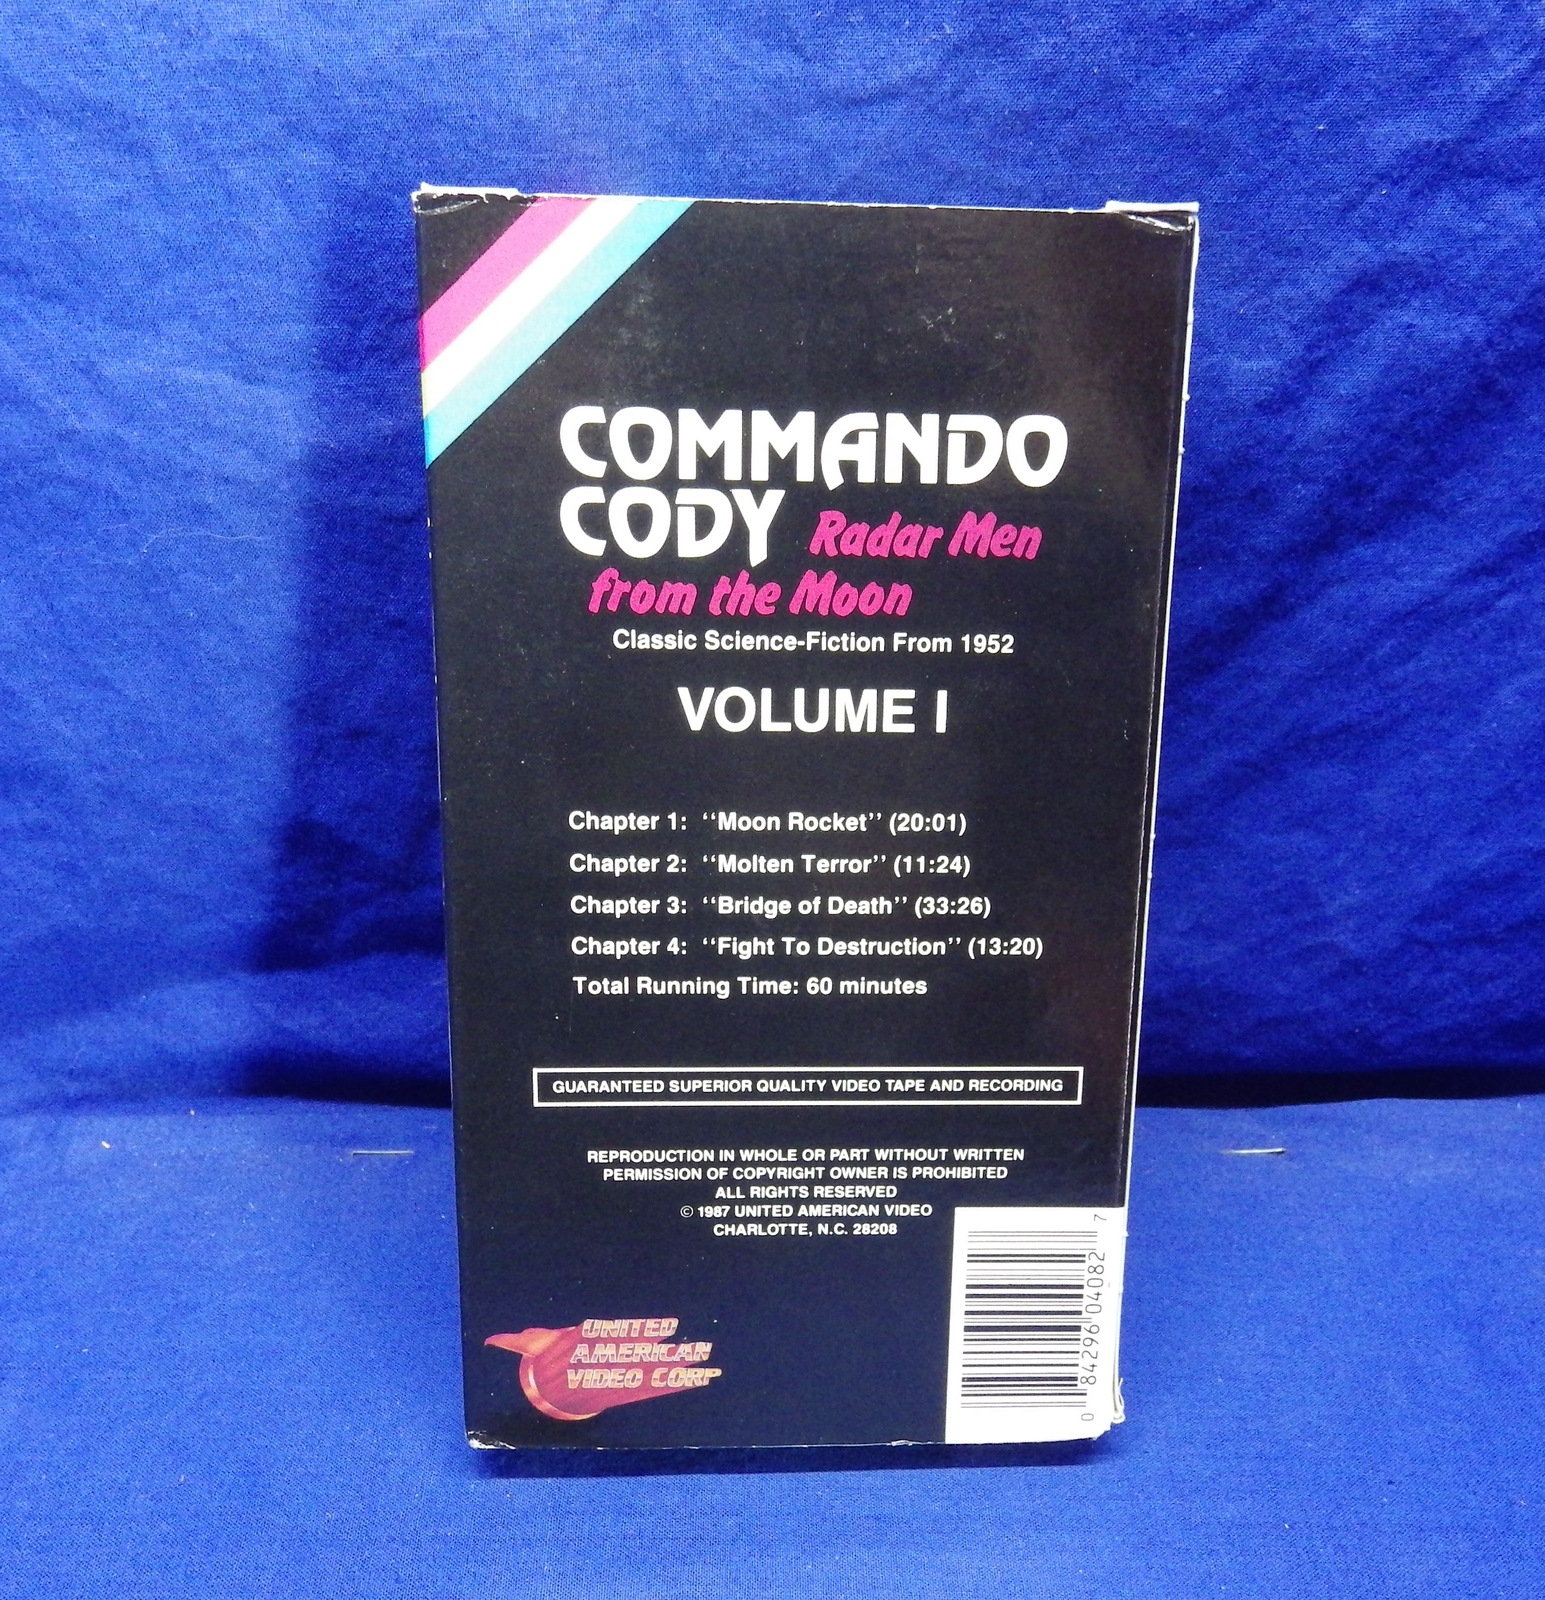 COMMANDO
CODY Radar Men
from the Moon
Classic Science-Fiction From 1952
VOLUME I
Chapter 1: ‘‘Moon Rocket’’ (20:01)
Chapter 2: ‘‘Molten Terror’’ (11:24)
Chapter 3: ‘‘Bridge of Death’’ (33:26)
Chapter 4: ‘‘Fight To Destruction’’ (13:20)
Total Running Time: 60 minutes
GUARANTEED SUPERIOR QUALITY VIDEO TAPE AND RECORDING
REPRODUCTION IN WHOLE OR PART WITHOUT WRITTEN
PERMISSION OF COPYRIGHT OWNER IS PROHIBITED
ALL RIGHTS RESERVED
© 1987 UNITED AMERICAN VIDEO
CHARLOTTE, N.C. 28208
UNITED
AMERICAN
VIDEO CORP
0 84296 04082 7